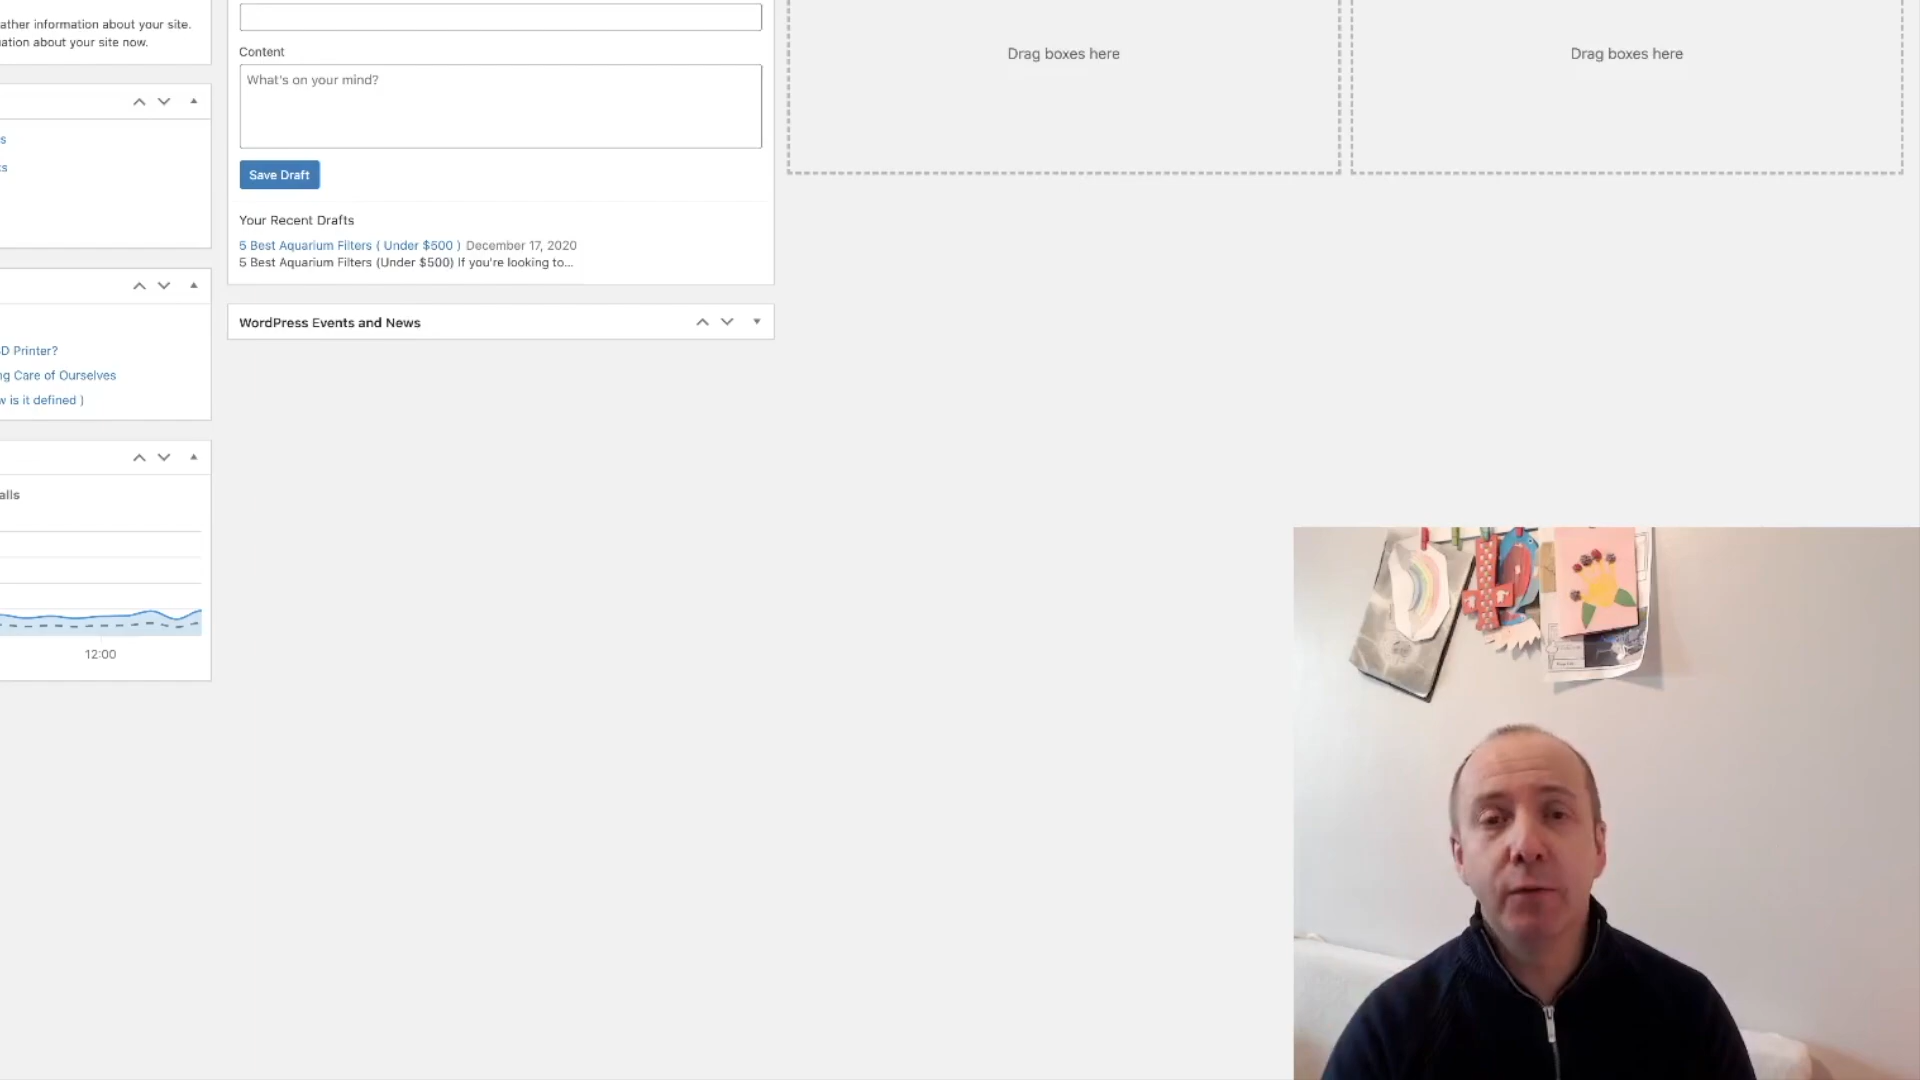 ather information about your site.
ation about your site now.
s
ts
D Printer?
ng Care of Ourselves
w is it defined )
alls
12:00
Content
What's on your mind?
Save Draft
Your Recent Drafts
5 Best Aquarium Filters ( Under $500 ) December 17, 2020
5 Best Aquarium Filters (Under $500) If you're looking to...
WordPress Events and News
Drag boxes here
Drag boxes here